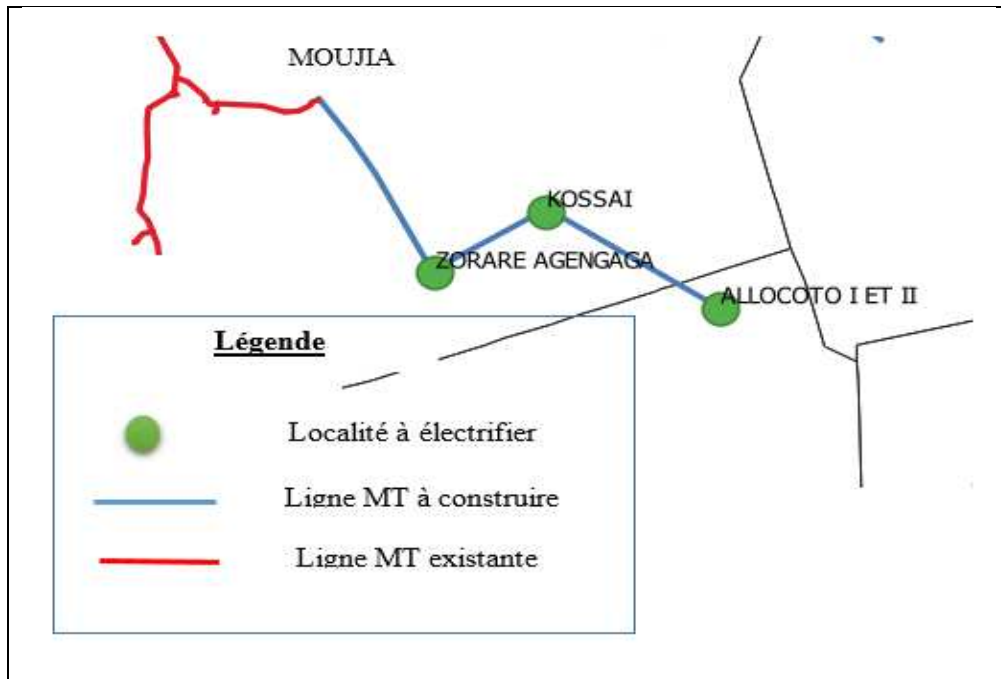 MOUJIA
KOSSAI
ZORARE AGENGAGA
ALLOCOTO I ET II
Légende
Localité à électrifier
Ligne MT à construire
Ligne MT existante